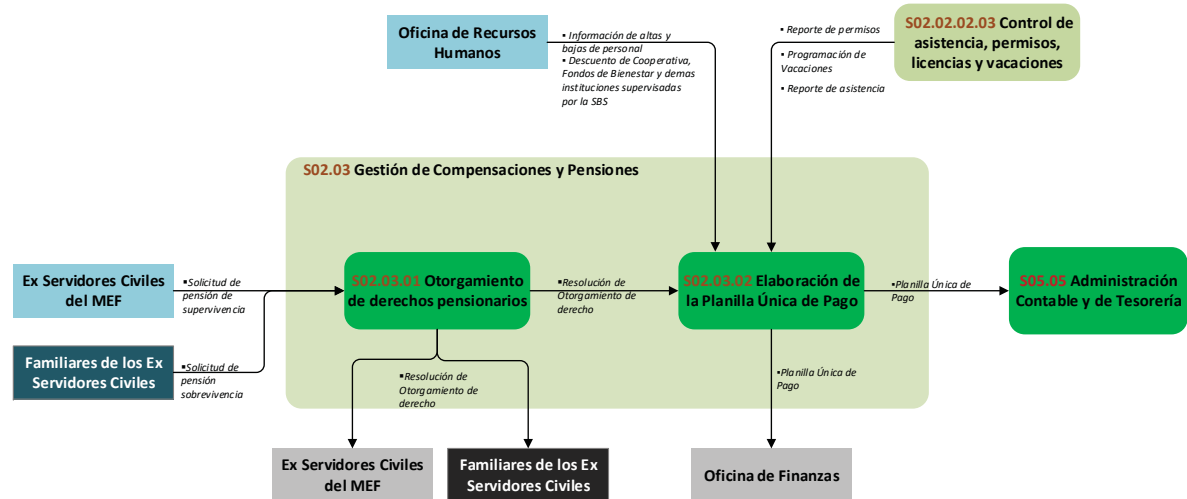 Oficina de Recursos
Humanos
▪ Información de altas y
bajas de personal
▪ Descuento de Cooperativa,
Fondos de Bienestar y demas
instituciones supervisadas
por la SBS
▪ Reporte de permisos
▪ Programación de
Vacaciones
▪ Reporte de asistencia
S02.02.02.03 Control de
asistencia, permisos,
licencias y vacaciones
S02.03 Gestión de Compensaciones y Pensiones
Ex Servidores Civiles
del MEF
▪Solicitud de
pensión de
supervivencia
Familiares de los Ex
Servidores Civiles
▪Solicitud de
pensión
sobrevivencia
S02.03.01 Otorgamiento
de derechos pensionarios
▪Resolución de
Otorgamiento de
derecho
S02.03.02 Elaboración de
la Planilla Única de Pago
▪Planilla Única de
Pago
S05.05 Administración
Contable y de Tesorería
▪Resolución de
Otorgamiento de
derecho
▪Planilla Única de
Pago
Ex Servidores Civiles
del MEF
Familiares de los Ex
Servidores Civiles
Oficina de Finanzas